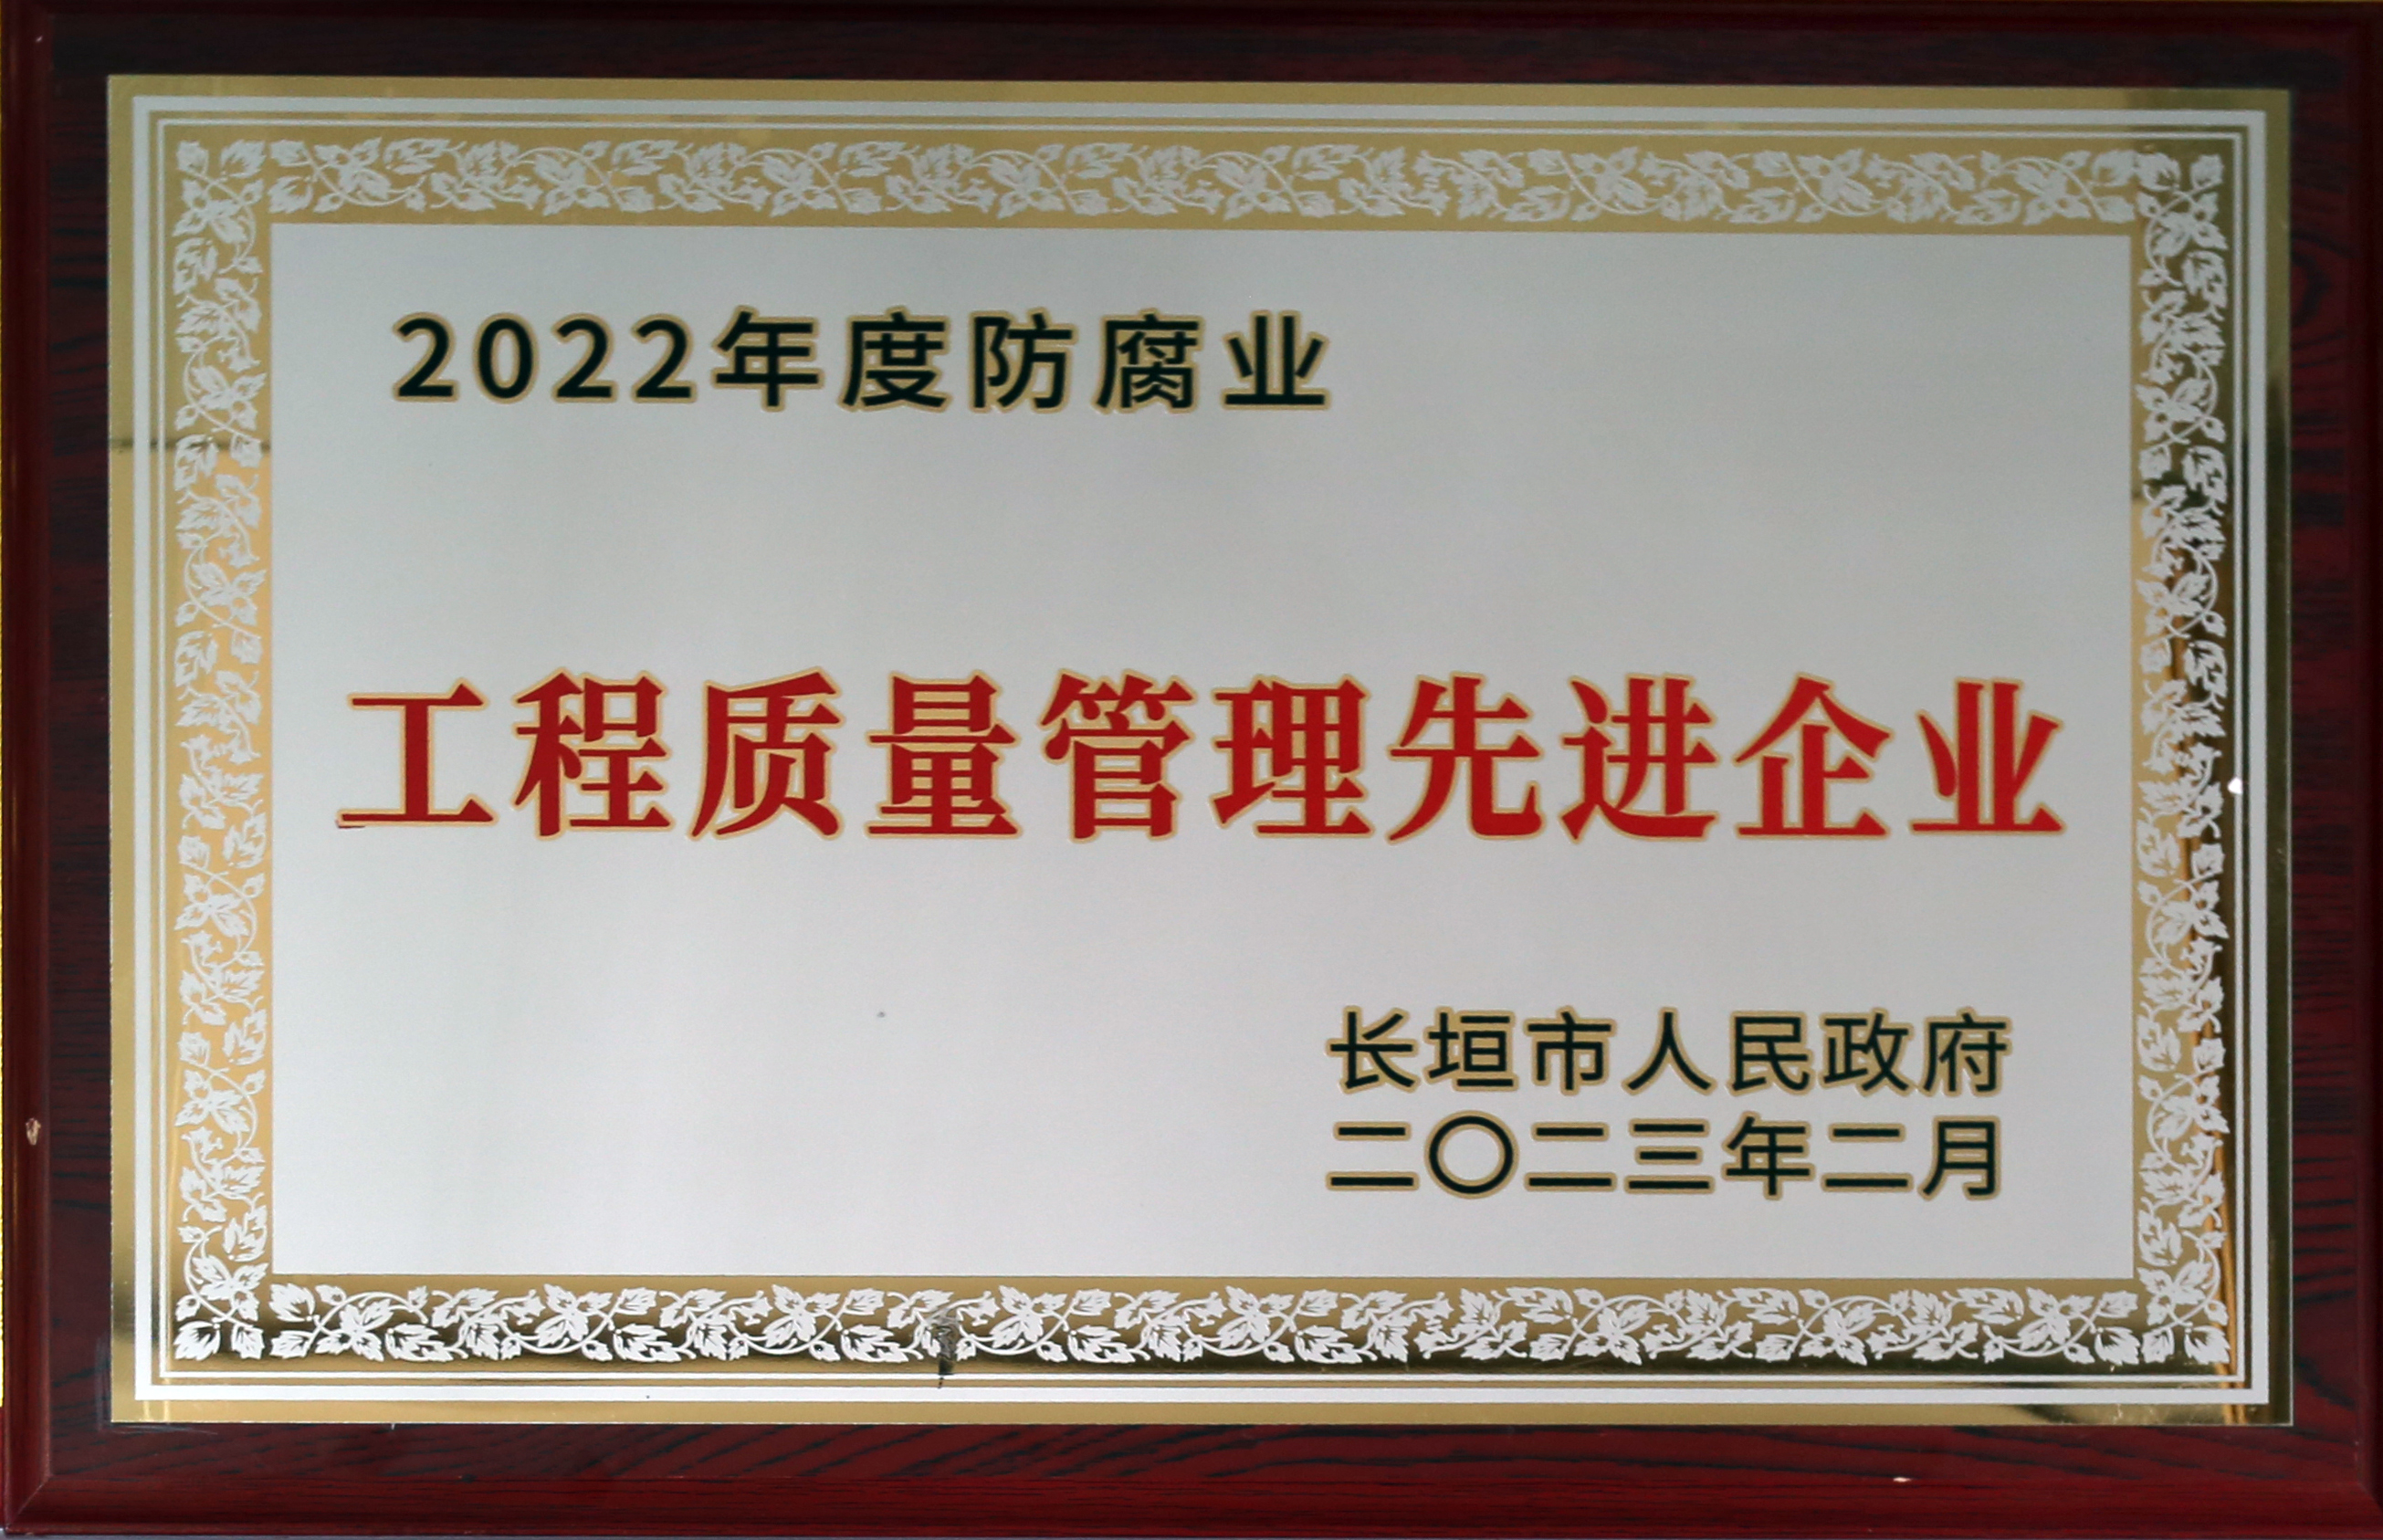 2022年度防腐业
工程质量管理先进企业
长垣市人民政府
二〇二三年二月